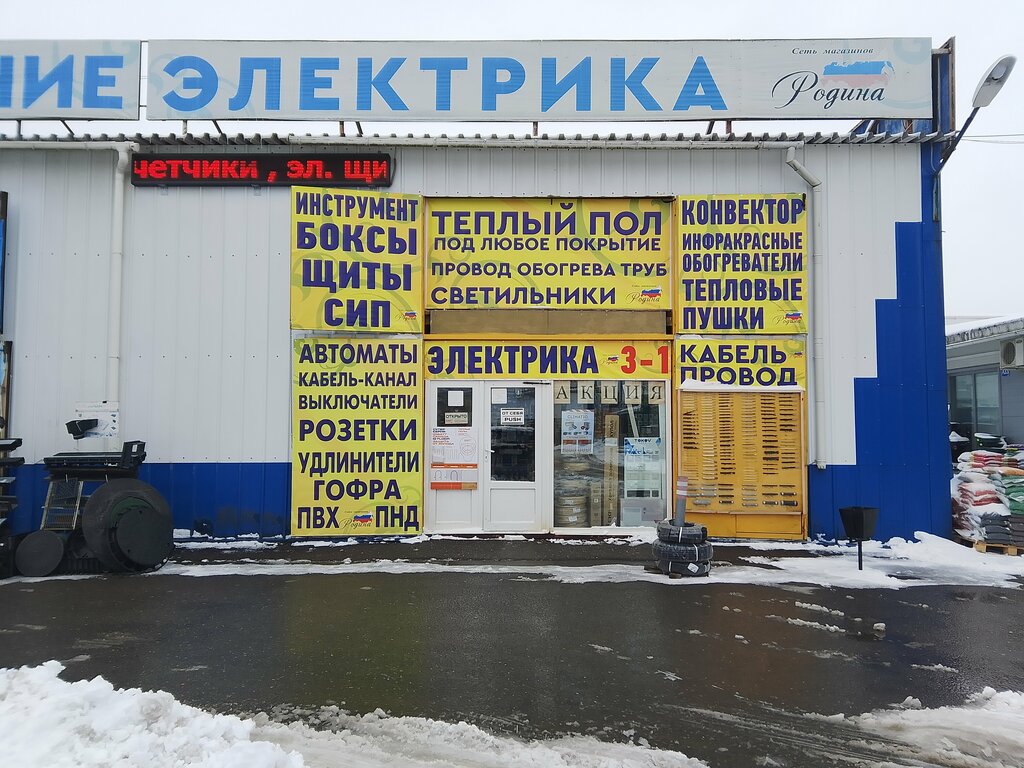 ИЕ
ЭЛЕКТРИКА
Сеть магазинов
Родина
четчики , эл. щи
ИНСТРУМЕНТ
БОКСЫ
ЩИТЫ
СИП
ТЕПЛЫЙ ПОЛ
ПОД ЛЮБОЕ ПОКРЫТИЕ
ПРОВОД ОБОГРЕВА ТРУБ
СВЕТИЛЬНИКИ
Родина
КОНВЕКТОР
ИНФРАКРАСНЫЕ
ОБОГРЕВАТЕЛИ
ТЕПЛОВЫЕ
ПУШКИ
АВТОМАТЫ
КАБЕЛЬ-КАНАЛ
ВЫКЛЮЧАТЕЛИ
РОЗЕТКИ
УДЛИНИТЕЛИ
ГОФРА
ПВХ
Родина
ПНД
ЭЛЕКТРИКА
3-1
КАБЕЛЬ
ПРОВОД
АКЦИЯ
ОТКРЫТО
ОТ СЕБЯ
PUSH